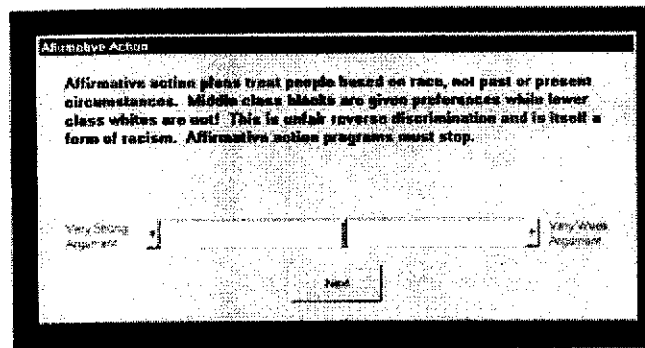 Affirmative Action
Affirmative action plans treat people based on race, not past or present
circumstances. Middle class blacks are given preferences while lower
class whites are not! This is unfair reverse discrimination and is itself a
form of racism. Affirmative action programs must stop.
Very Strong
Argument
Very Weak
Argument
Next